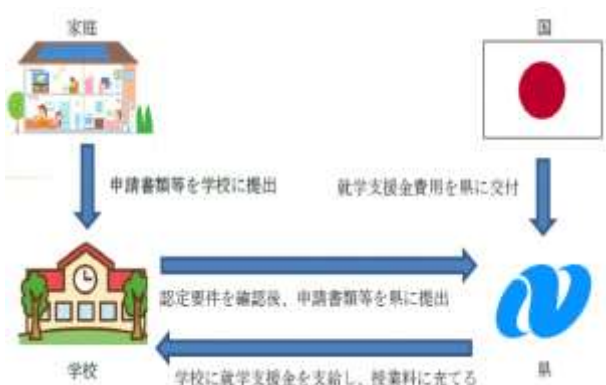 家庭
国
申請書類等を学校に提出
就学支援金費用を県に交付
認定要件を確認後、申請書類等を県に提出
学校
県
学校に就学支援金を支給し、授業料に充てる